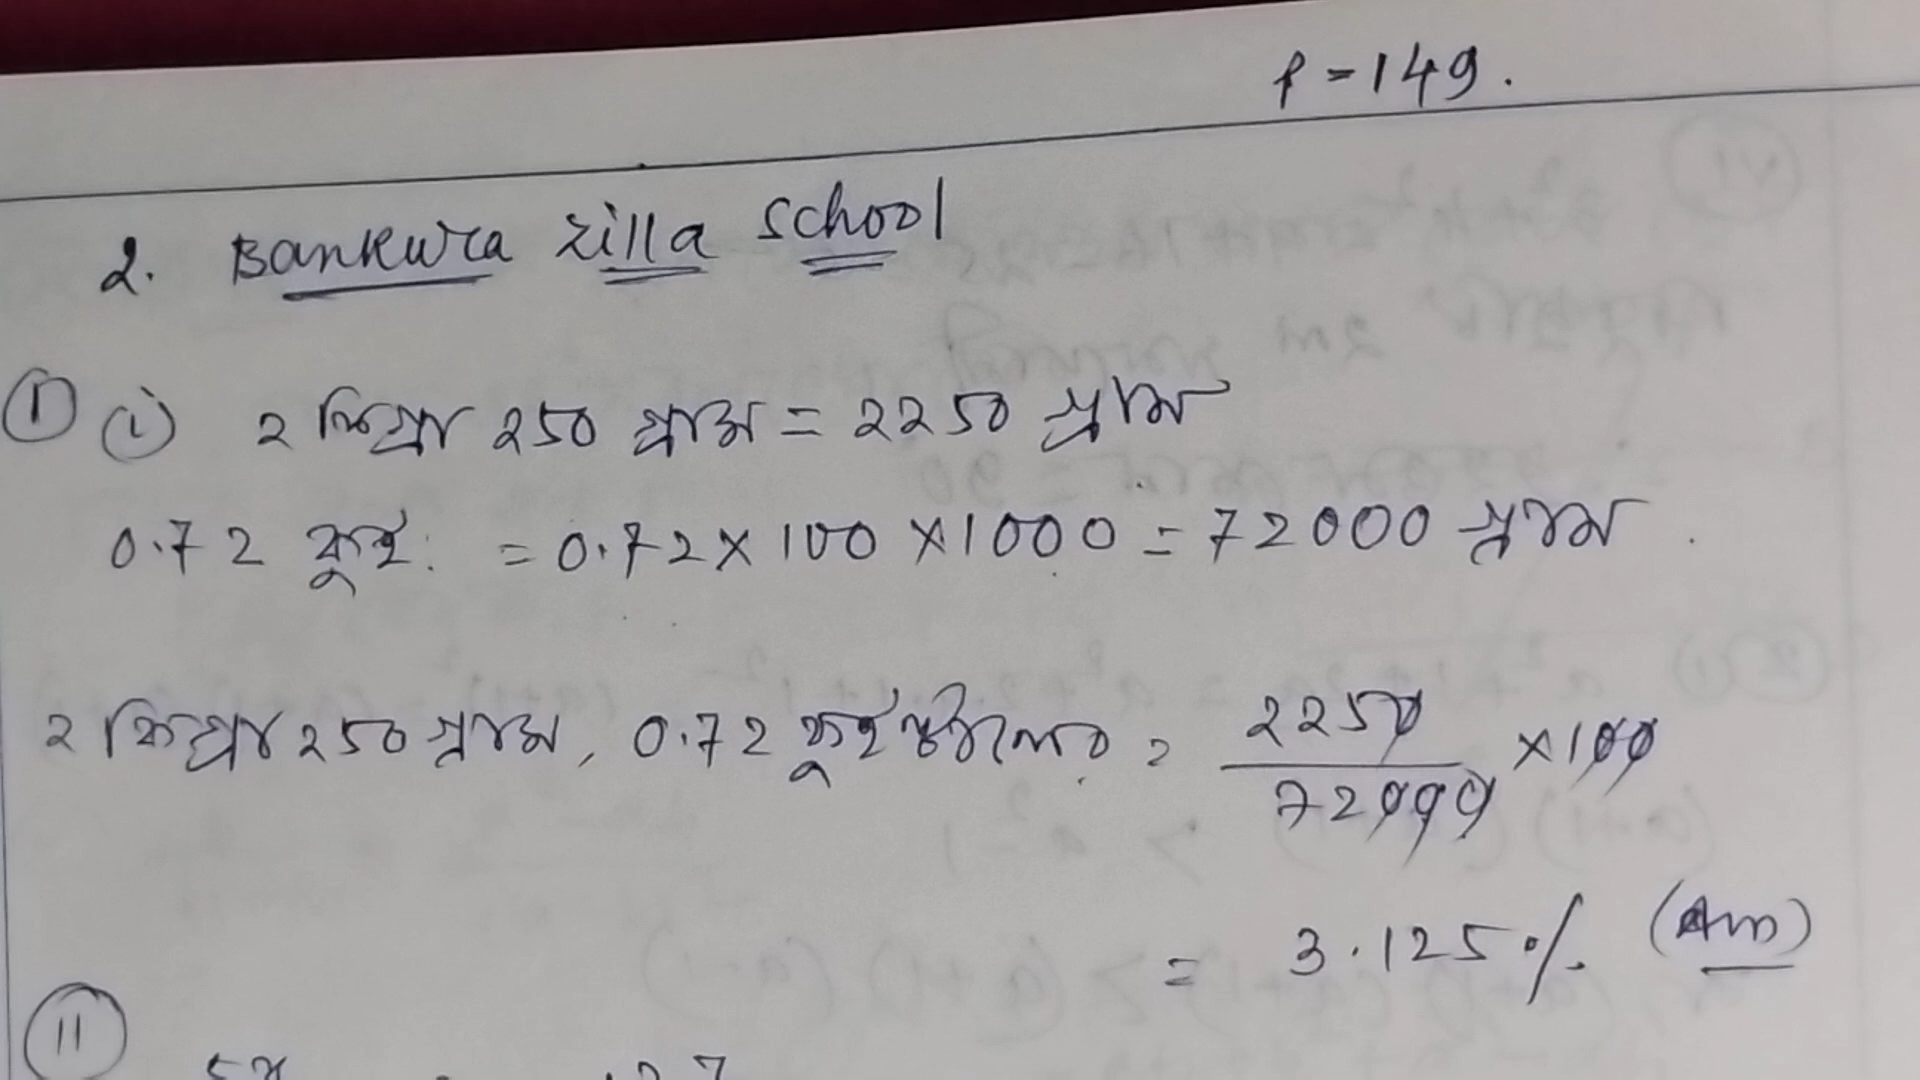 P = 149.
2. Bankura zilla school
① (i) 2 কিগ্রা 250 গ্রাম = 2250 গ্রাম
0.72 কুই: = 0.72 × 100 × 1000 = 72000 গ্রাম.
2 কিগ্রা 250 গ্রাম, 0.72 কুইন্টালের = 2250/72000 × 100
= 3.125% (Ans)
(ii)
5x